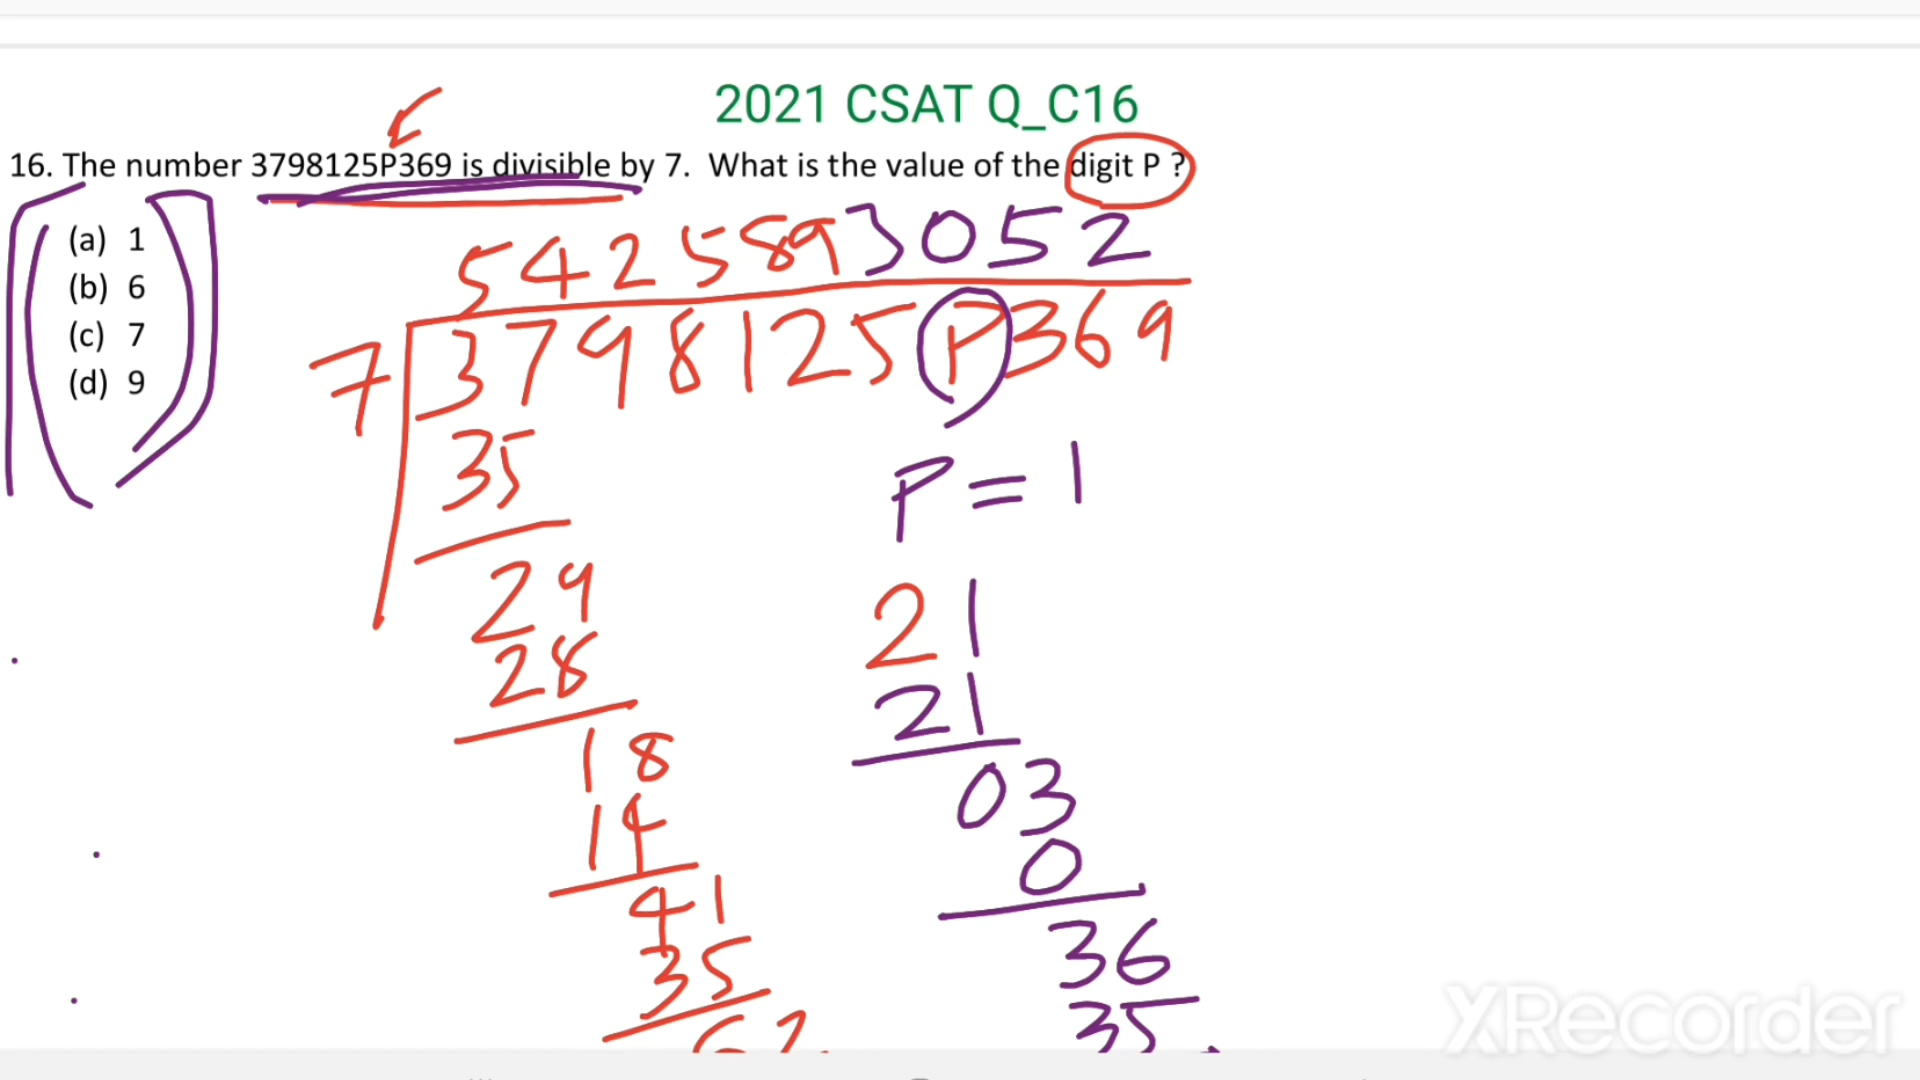 2021 CSAT Q_C16
16. The number 3798125P369 is divisible by 7. What is the value of the digit P ?
(a) 1
(b) 6
(c) 7
(d) 9
5425893052
7 3798125P369
35
29
28
18
14
41
35
62
P = 1
21
21
03
0
36
35
XRecorder